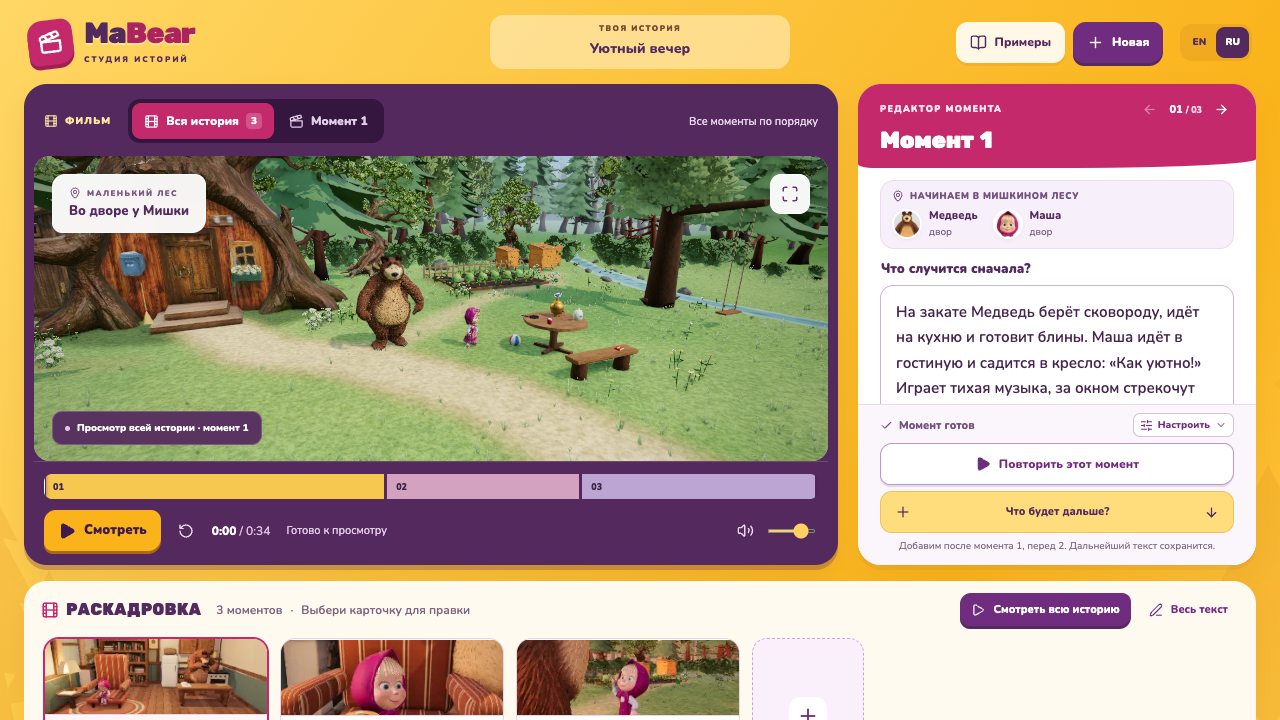 MaBear
СТУДИЯ ИСТОРИЙ
ТВОЯ ИСТОРИЯ
Уютный вечер
Примеры
Новая
EN
RU
ФИЛЬМ
Вся история 3
Момент 1
Все моменты по порядку
МАЛЕНЬКИЙ ЛЕС
Во дворе у Мишки
Просмотр всей истории · момент 1
01
02
03
Смотреть
0:00 / 0:34
Готово к просмотру
РЕДАКТОР МОМЕНТА
01 / 03
Момент 1
НАЧИНАЕМ В МИШКИНОМ ЛЕСУ
Медведь
двор
Маша
двор
Что случится сначала?
На закате Медведь берёт сковороду, идёт
на кухню и готовит блины. Маша идёт в
гостиную и садится в кресло: «Как уютно!»
Играет тихая музыка, за окном стрекочут
Момент готов
Настроить
Повторить этот момент
Что будет дальше?
Добавим после момента 1, перед 2. Дальнейший текст сохранится.
РАСКАДРОВКА
3 моментов · Выбери карточку для правки
Смотреть всю историю
Весь текст